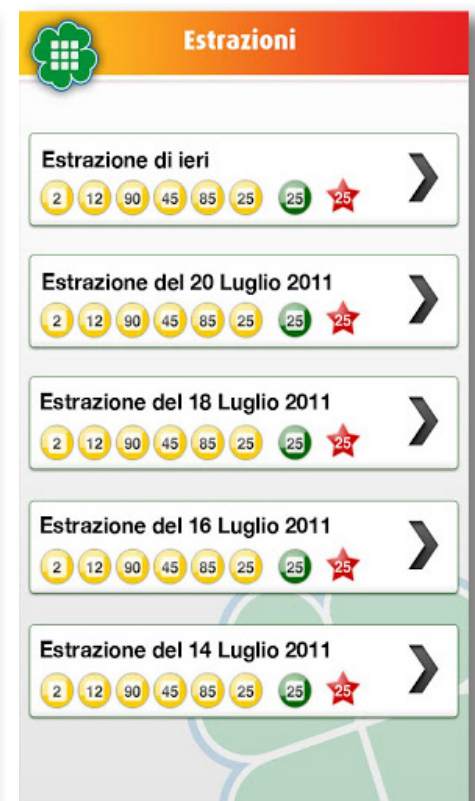 Estrazioni
Estrazione di ieri
2 12 90 45 85 25 25 25
Estrazione del 20 Luglio 2011
2 12 90 45 85 25 25 25
Estrazione del 18 Luglio 2011
2 12 90 45 85 25 25 25
Estrazione del 16 Luglio 2011
2 12 90 45 85 25 25 25
Estrazione del 14 Luglio 2011
2 12 90 45 85 25 25 25